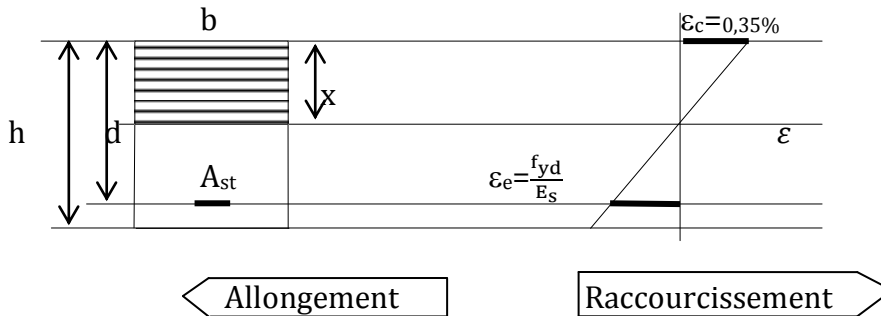 b
εc=0,35%
x
h
d
ε
Ast
εe=fyd/Es
Allongement
Raccourcissement